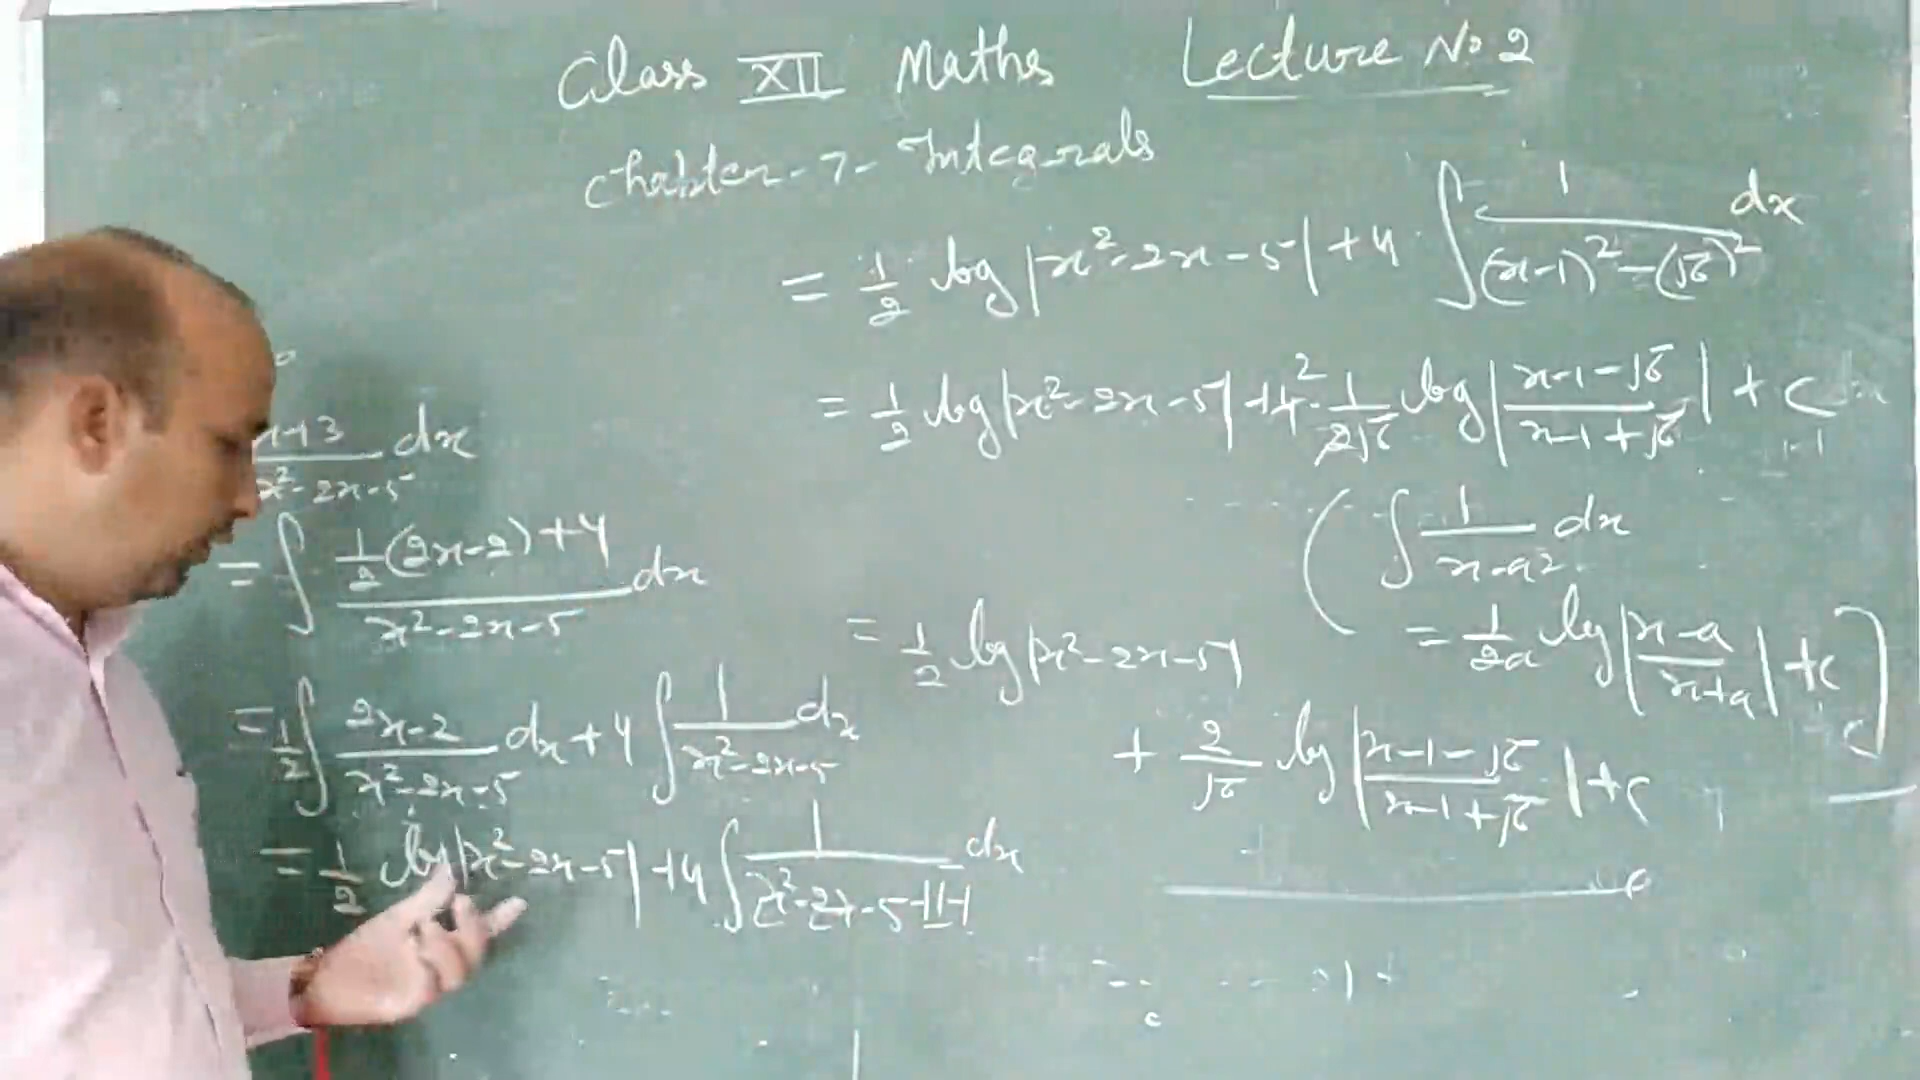 Class XII Maths Lecture No 2
Chapter-7- Integrals
x+3/x²-2x-5 dx
= ∫ 1/2(2x-2)+4/x²-2x-5 dx
= 1/2 ∫ 2x-2/x²-2x-5 dx + 4 ∫ 1/x²-2x-5 dx
= 1/2 log|x²-2x-5| + 4 ∫ 1/x²-2x-5+1-1 dx
= 1/2 log|x²-2x-5| + 4 ∫ 1/(x-1)²-(√6)² dx
= 1/2 log|x²-2x-5| + 4² · 1/2√6 log|x-1-√6/x-1+√6| + c
( ∫ 1/x-a² dx
= 1/2a log|x-a/x+a| + c )
= 1/2 log|x²-2x-5|
+ 2/√6 log|x-1-√6/x-1+√6| + c